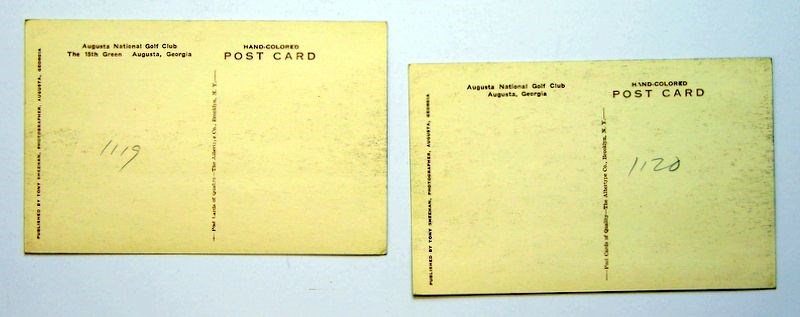 Augusta National Golf Club
The 15th Green Augusta, Georgia
HAND-COLORED
POST CARD
PUBLISHED BY TONY SHEEHAN, PHOTOGRAPHER, AUGUSTA, GEORGIA
Post Cards of Quality—The Albertype Co., Brooklyn, N. Y.
1119
Augusta National Golf Club
Augusta, Georgia
HAND-COLORED
POST CARD
PUBLISHED BY TONY SHEEHAN, PHOTOGRAPHER, AUGUSTA, GEORGIA
Post Cards of Quality—The Albertype Co., Brooklyn, N. Y.
1120